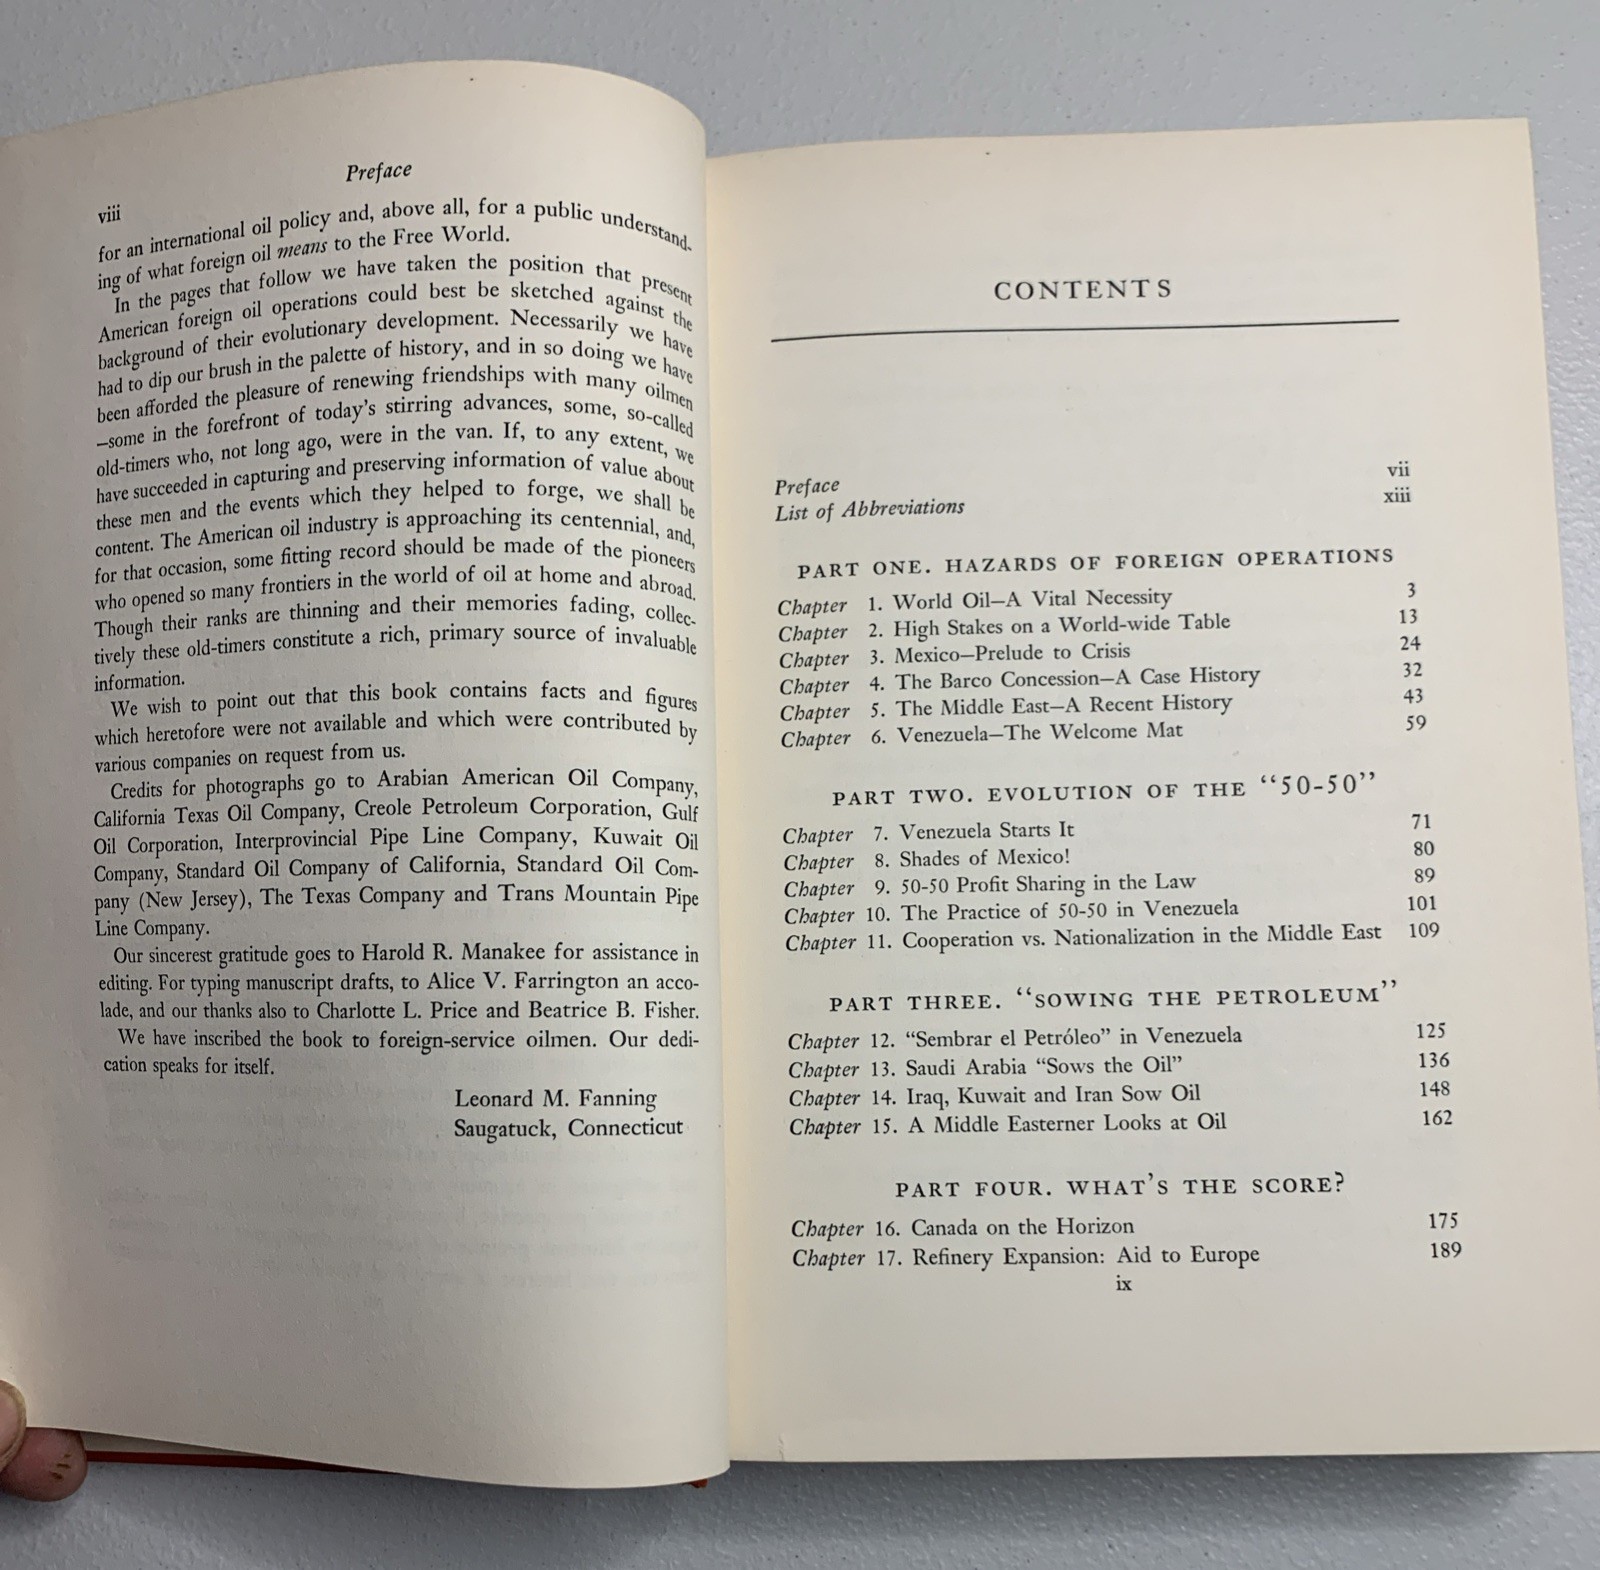 Preface
viii
for an international oil policy and, above all, for a public understand-
ing of what foreign oil means to the Free World.
In the pages that follow we have taken the position that present
American foreign oil operations could best be sketched against the
background of their evolutionary development. Necessarily we have
had to dip our brush in the palette of history, and in so doing we have
been afforded the pleasure of renewing friendships with many oilmen
—some in the forefront of today's stirring advances, some, so-called
old-timers who, not long ago, were in the van. If, to any extent, we
have succeeded in capturing and preserving information of value about
these men and the events which they helped to forge, we shall be
content. The American oil industry is approaching its centennial, and,
for that occasion, some fitting record should be made of the pioneers
who opened so many frontiers in the world of oil at home and abroad.
Though their ranks are thinning and their memories fading, collec-
tively these old-timers constitute a rich, primary source of invaluable
information.
We wish to point out that this book contains facts and figures
which heretofore were not available and which were contributed by
various companies on request from us.
Credits for photographs go to Arabian American Oil Company,
California Texas Oil Company, Creole Petroleum Corporation, Gulf
Oil Corporation, Interprovincial Pipe Line Company, Kuwait Oil
Company, Standard Oil Company of California, Standard Oil Com-
pany (New Jersey), The Texas Company and Trans Mountain Pipe
Line Company.
Our sincerest gratitude goes to Harold R. Manakee for assistance in
editing. For typing manuscript drafts, to Alice V. Farrington an acco-
lade, and our thanks also to Charlotte L. Price and Beatrice B. Fisher.
We have inscribed the book to foreign-service oilmen. Our dedi-
cation speaks for itself.
Leonard M. Fanning
Saugatuck, Connecticut
CONTENTS
Preface vii
List of Abbreviations xiii
PART ONE. HAZARDS OF FOREIGN OPERATIONS
Chapter 1. World Oil—A Vital Necessity 3
Chapter 2. High Stakes on a World-wide Table 13
Chapter 3. Mexico—Prelude to Crisis 24
Chapter 4. The Barco Concession—A Case History 32
Chapter 5. The Middle East—A Recent History 43
Chapter 6. Venezuela—The Welcome Mat 59
PART TWO. EVOLUTION OF THE “50-50”
Chapter 7. Venezuela Starts It 71
Chapter 8. Shades of Mexico! 80
Chapter 9. 50-50 Profit Sharing in the Law 89
Chapter 10. The Practice of 50-50 in Venezuela 101
Chapter 11. Cooperation vs. Nationalization in the Middle East 109
PART THREE. “SOWING THE PETROLEUM”
Chapter 12. “Sembrar el Petróleo” in Venezuela 125
Chapter 13. Saudi Arabia “Sows the Oil” 136
Chapter 14. Iraq, Kuwait and Iran Sow Oil 148
Chapter 15. A Middle Easterner Looks at Oil 162
PART FOUR. WHAT'S THE SCORE?
Chapter 16. Canada on the Horizon 175
Chapter 17. Refinery Expansion: Aid to Europe 189
ix